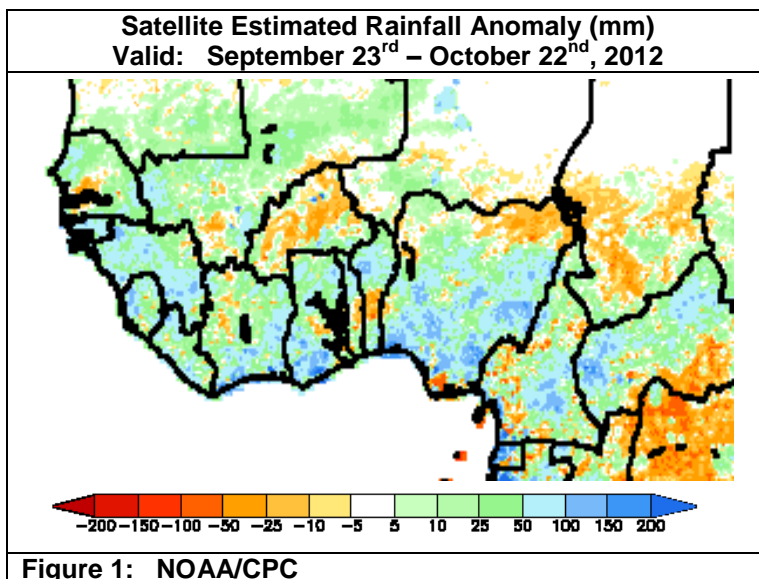 Satellite Estimated Rainfall Anomaly (mm)
Valid: September 23rd – October 22nd, 2012
-200 -150 -100 -50 -25 -10 -5 5 10 25 50 100 150 200
Figure 1: NOAA/CPC